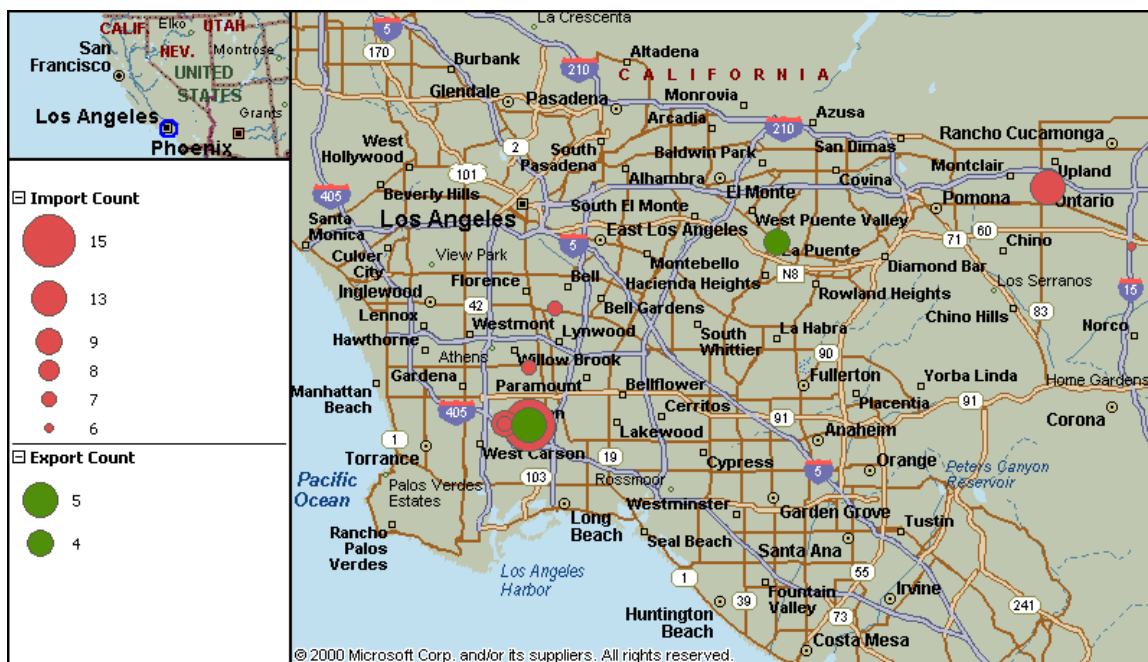 CALIF.
Elko
UTAH
San
Francisco
NEV.
Montrose
UNITED
STATES
Los Angeles
Grants
Phoenix
Import Count
15
13
9
8
7
6
Export Count
5
4
La Crescenta
5
170
Burbank
210
Altadena
CALIFORNIA
Glendale
Pasadena
Monrovia
Azusa
Arcadia
210
Rancho Cucamonga
West
Hollywood
2
South
Pasadena
Baldwin Park
San Dimas
Montclair
Upland
101
Alhambra
Covina
405
Beverly Hills
El Monte
Pomona
Ontario
Los Angeles
South El Monte
West Puente Valley
Santa
Monica
5
East Los Angeles
La Puente
71
60
Chino
Culver
City
View Park
Montebello
Diamond Bar
Florence
Bell
Hacienda Heights
N8
Los Serranos
15
Inglewood
42
Bell Gardens
Rowland Heights
Chino Hills
83
Lennox
Westmont
Lynwood
South
Whittier
La Habra
Norco
Hawthorne
Athens
Willow Brook
90
Manhattan
Beach
Gardena
Paramount
Bellflower
Fullerton
Yorba Linda
Home Gardens
405
Cerritos
91
Placentia
91
Corona
1
Lakewood
Anaheim
Torrance
West Carson
19
Cypress
5
Orange
Peters Canyon
Reservoir
Pacific
Ocean
Palos Verdes
Estates
103
Rossmoor
Westminster
Garden Grove
Rancho
Palos
Verdes
Long
Beach
Seal Beach
Tustin
Santa Ana
Los Angeles
Harbor
1
55
Fountain
Valley
Irvine
39
241
Huntington
Beach
73
Costa Mesa
© 2000 Microsoft Corp. and/or its suppliers. All rights reserved.